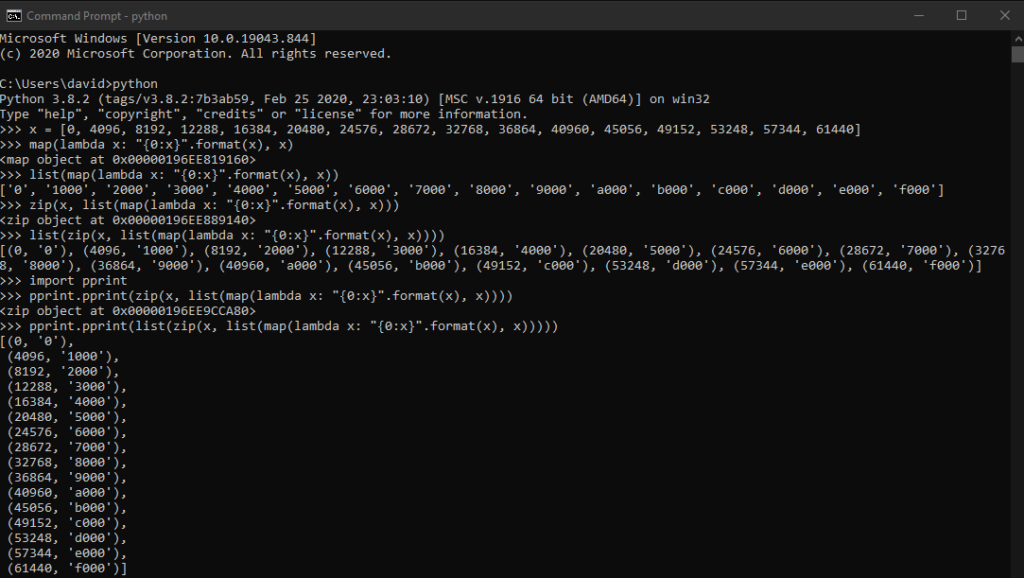 Command Prompt - python
Microsoft Windows [Version 10.0.19043.844]
(c) 2020 Microsoft Corporation. All rights reserved.
C:\Users\david>python
Python 3.8.2 (tags/v3.8.2:7b3ab59, Feb 25 2020, 23:03:10) [MSC v.1916 64 bit (AMD64)] on win32
Type "help", "copyright", "credits" or "license" for more information.
>>> x = [0, 4096, 8192, 12288, 16384, 20480, 24576, 28672, 32768, 36864, 40960, 45056, 49152, 53248, 57344, 61440]
>>> map(lambda x: "{0:x}".format(x), x)
<map object at 0x00000196EE819160>
>>> list(map(lambda x: "{0:x}".format(x), x))
['0', '1000', '2000', '3000', '4000', '5000', '6000', '7000', '8000', '9000', 'a000', 'b000', 'c000', 'd000', 'e000', 'f000']
>>> zip(x, list(map(lambda x: "{0:x}".format(x), x)))
<zip object at 0x00000196EE889140>
>>> list(zip(x, list(map(lambda x: "{0:x}".format(x), x))))
[(0, '0'), (4096, '1000'), (8192, '2000'), (12288, '3000'), (16384, '4000'), (20480, '5000'), (24576, '6000'), (28672, '7000'), (3276
8, '8000'), (36864, '9000'), (40960, 'a000'), (45056, 'b000'), (49152, 'c000'), (53248, 'd000'), (57344, 'e000'), (61440, 'f000')]
>>> import pprint
>>> pprint.pprint(zip(x, list(map(lambda x: "{0:x}".format(x), x))))
<zip object at 0x00000196EE9CCA80>
>>> pprint.pprint(list(zip(x, list(map(lambda x: "{0:x}".format(x), x)))))
[(0, '0'),
 (4096, '1000'),
 (8192, '2000'),
 (12288, '3000'),
 (16384, '4000'),
 (20480, '5000'),
 (24576, '6000'),
 (28672, '7000'),
 (32768, '8000'),
 (36864, '9000'),
 (40960, 'a000'),
 (45056, 'b000'),
 (49152, 'c000'),
 (53248, 'd000'),
 (57344, 'e000'),
 (61440, 'f000')]